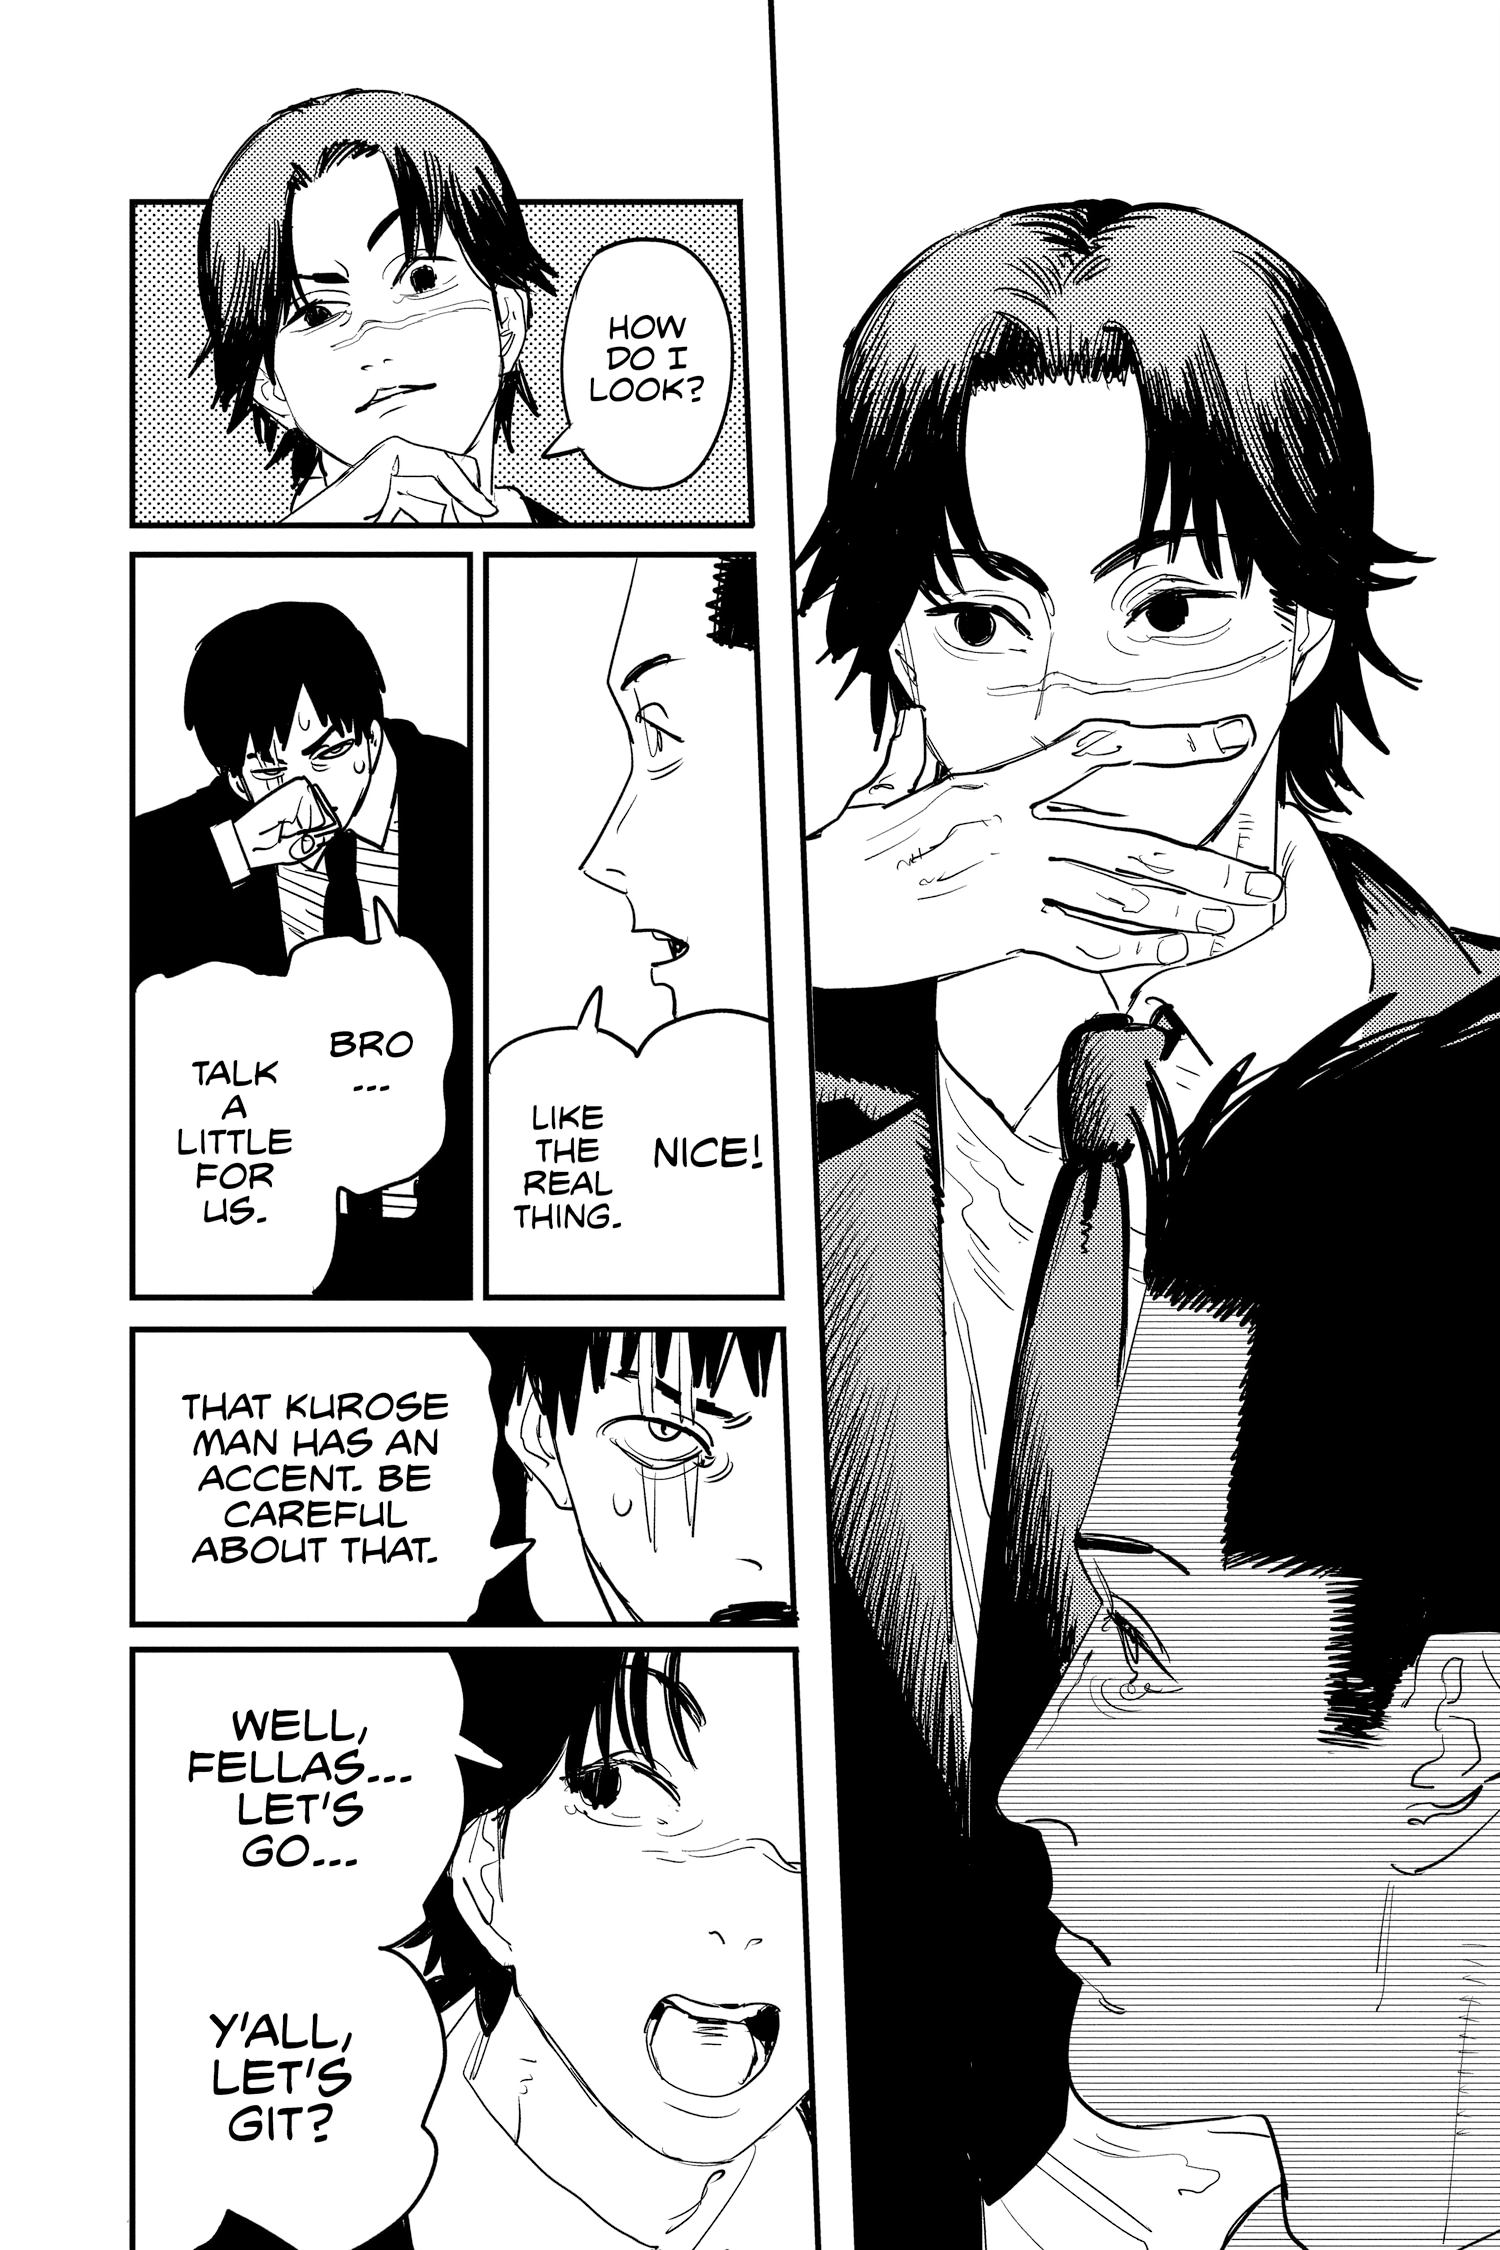 HOW
DO I
LOOK?
NICE!
LIKE
THE
REAL
THING.
BRO
...
TALK
A
LITTLE
FOR
US.
THAT KUROSE
MAN HAS AN
ACCENT. BE
CAREFUL
ABOUT THAT.
WELL,
FELLAS...
LET'S
GO...
Y'ALL,
LET'S
GIT?